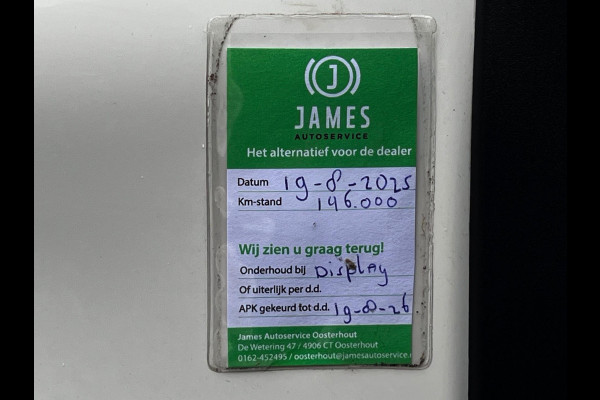 J
JAMES
AUTOSERVICE
Het alternatief voor de dealer
Datum 19-8-2025
Km-stand 146.000
Wij zien u graag terug!
Onderhoud bij Display
Of uiterlijk per d.d.
APK gekeurd tot d.d. 19-8-26
James Autoservice Oosterhout
De Wetering 47 / 4906 CT Oosterhout
0162-452495 / oosterhout@jamesautoservice.